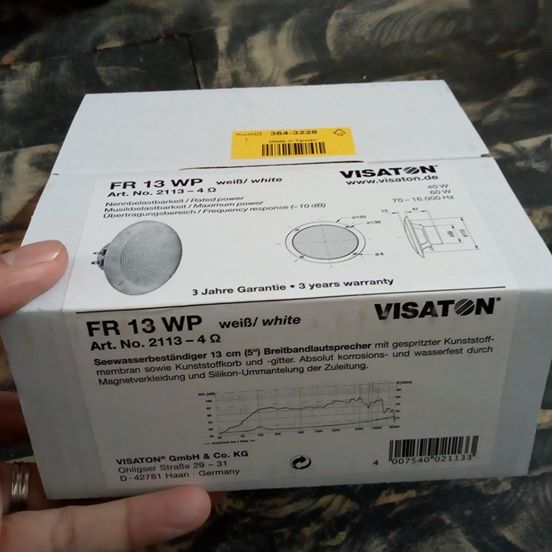 364-3228
1
Made in Taiwan
FR 13 WP weiß/ white
Art. No. 2113 – 4 Ω
VISATON®
www.visaton.de
Nennbelastbarkeit / Rated power
40 W
Musikbelastbarkeit / Maximum power
60 W
Übertragungsbereich / Frequency response (–10 dB)
70 – 16.000 Hz
3 Jahre Garantie • 3 years warranty
FR 13 WP weiß/ white
VISATON®
Art. No. 2113 – 4 Ω
Seewasserbeständiger 13 cm (5") Breitbandlautsprecher mit gespritzter Kunststoff-
membran sowie Kunststoffkorb und -gitter. Absolut korrosions- und wasserfest durch
Magnetverkleidung und Silikon-Ummantelung der Zuleitung.
VISATON® GmbH & Co. KG
Ohligser Straße 29 – 31
D - 42781 Haan · Germany
4 007540 021133